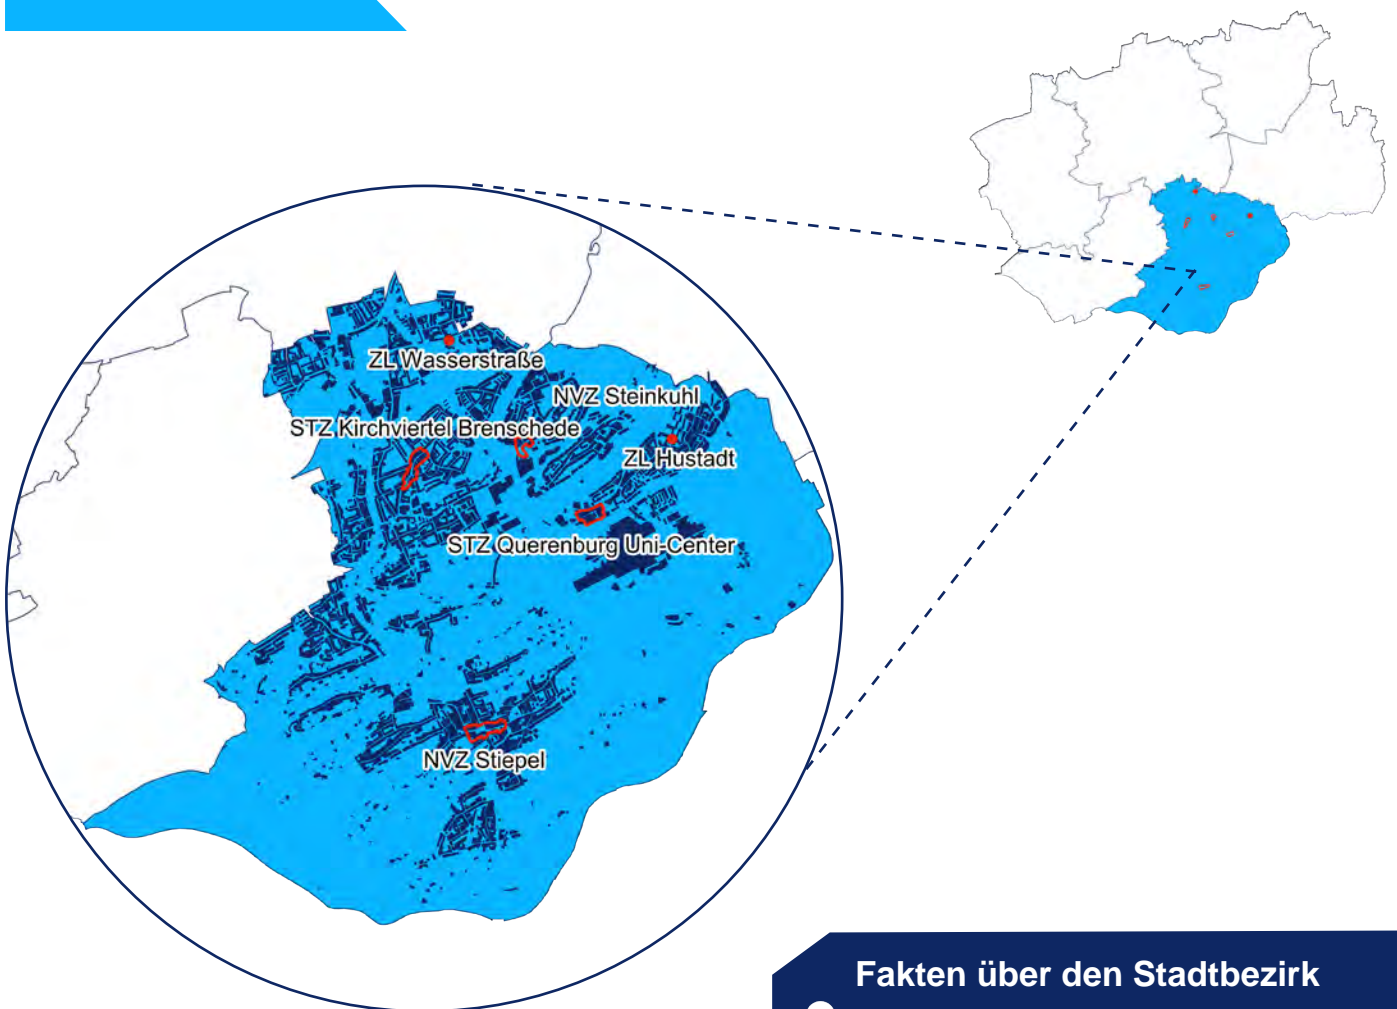 ZL Wasserstraße
NVZ Steinkuhl
STZ Kirchviertel Brenschede
ZL Hustadt
STZ Querenburg Uni-Center
NVZ Stiepel
Fakten über den Stadtbezirk